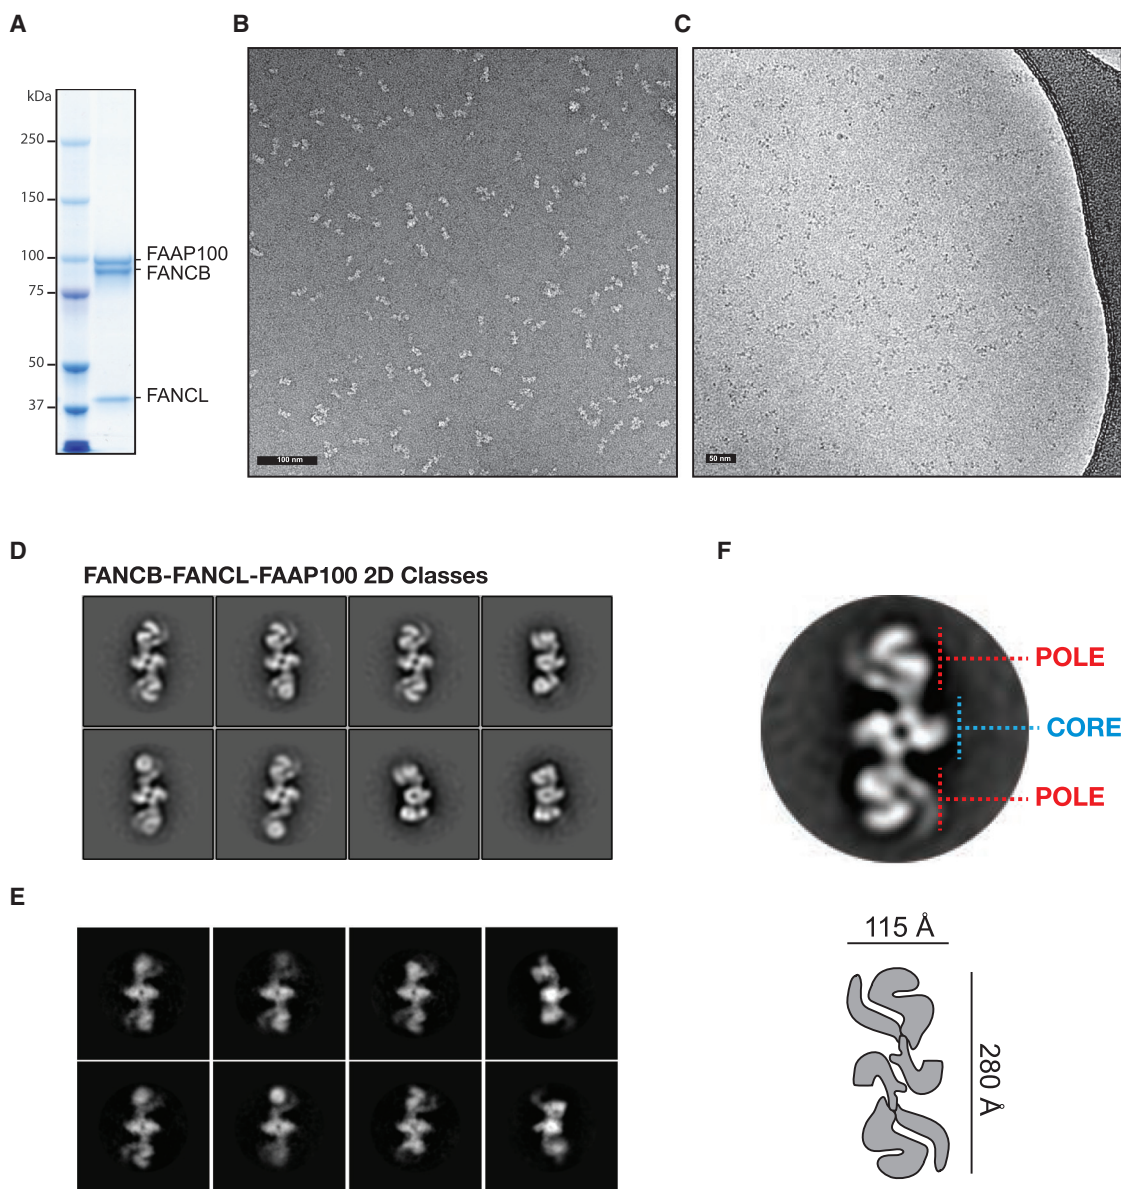 A
B
C
kDa
250
150
100
75
50
37
FAAP100
FANCB
FANCL
100 nm
50 nm
D
FANCB-FANCL-FAAP100 2D Classes
F
POLE
CORE
POLE
E
115 Å
280 Å